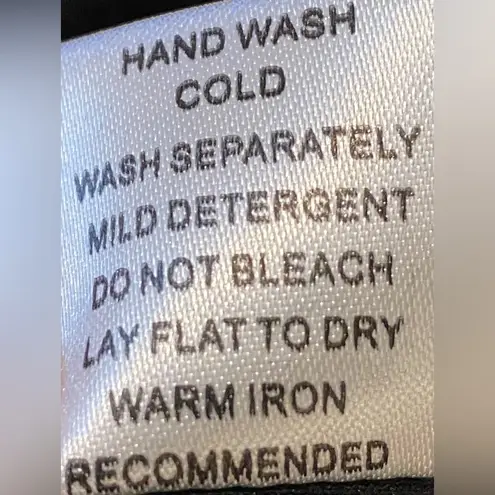 HAND WASH
COLD
WASH SEPARATELY
MILD DETERGENT
DO NOT BLEACH
LAY FLAT TO DRY
WARM IRON
RECOMMENDED